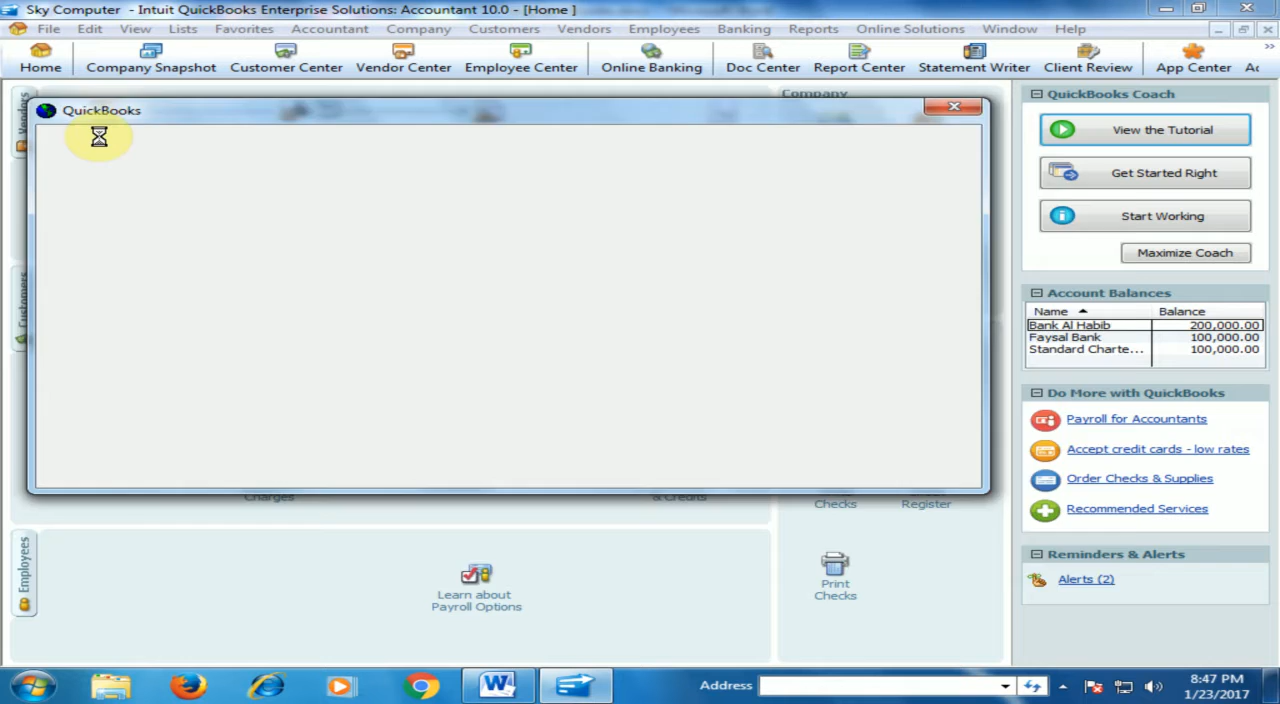 Sky Computer - Intuit QuickBooks Enterprise Solutions: Accountant 10.0 - [Home ]
File Edit View Lists Favorites Accountant Company Customers Vendors Employees Banking Reports Online Solutions Window Help
Home Company Snapshot Customer Center Vendor Center Employee Center Online Banking Doc Center Report Center Statement Writer Client Review App Center Ac
Vendors
Company
QuickBooks
Customers
Charges
& Credits
Checks
Register
Employees
Learn about
Payroll Options
Print
Checks
QuickBooks Coach
View the Tutorial
Get Started Right
Start Working
Maximize Coach
Account Balances
Name Balance
Bank Al Habib 200,000.00
Faysal Bank 100,000.00
Standard Charte... 100,000.00
Do More with QuickBooks
Payroll for Accountants
Accept credit cards - low rates
Order Checks & Supplies
Recommended Services
Reminders & Alerts
Alerts (2)
Address
8:47 PM
1/23/2017